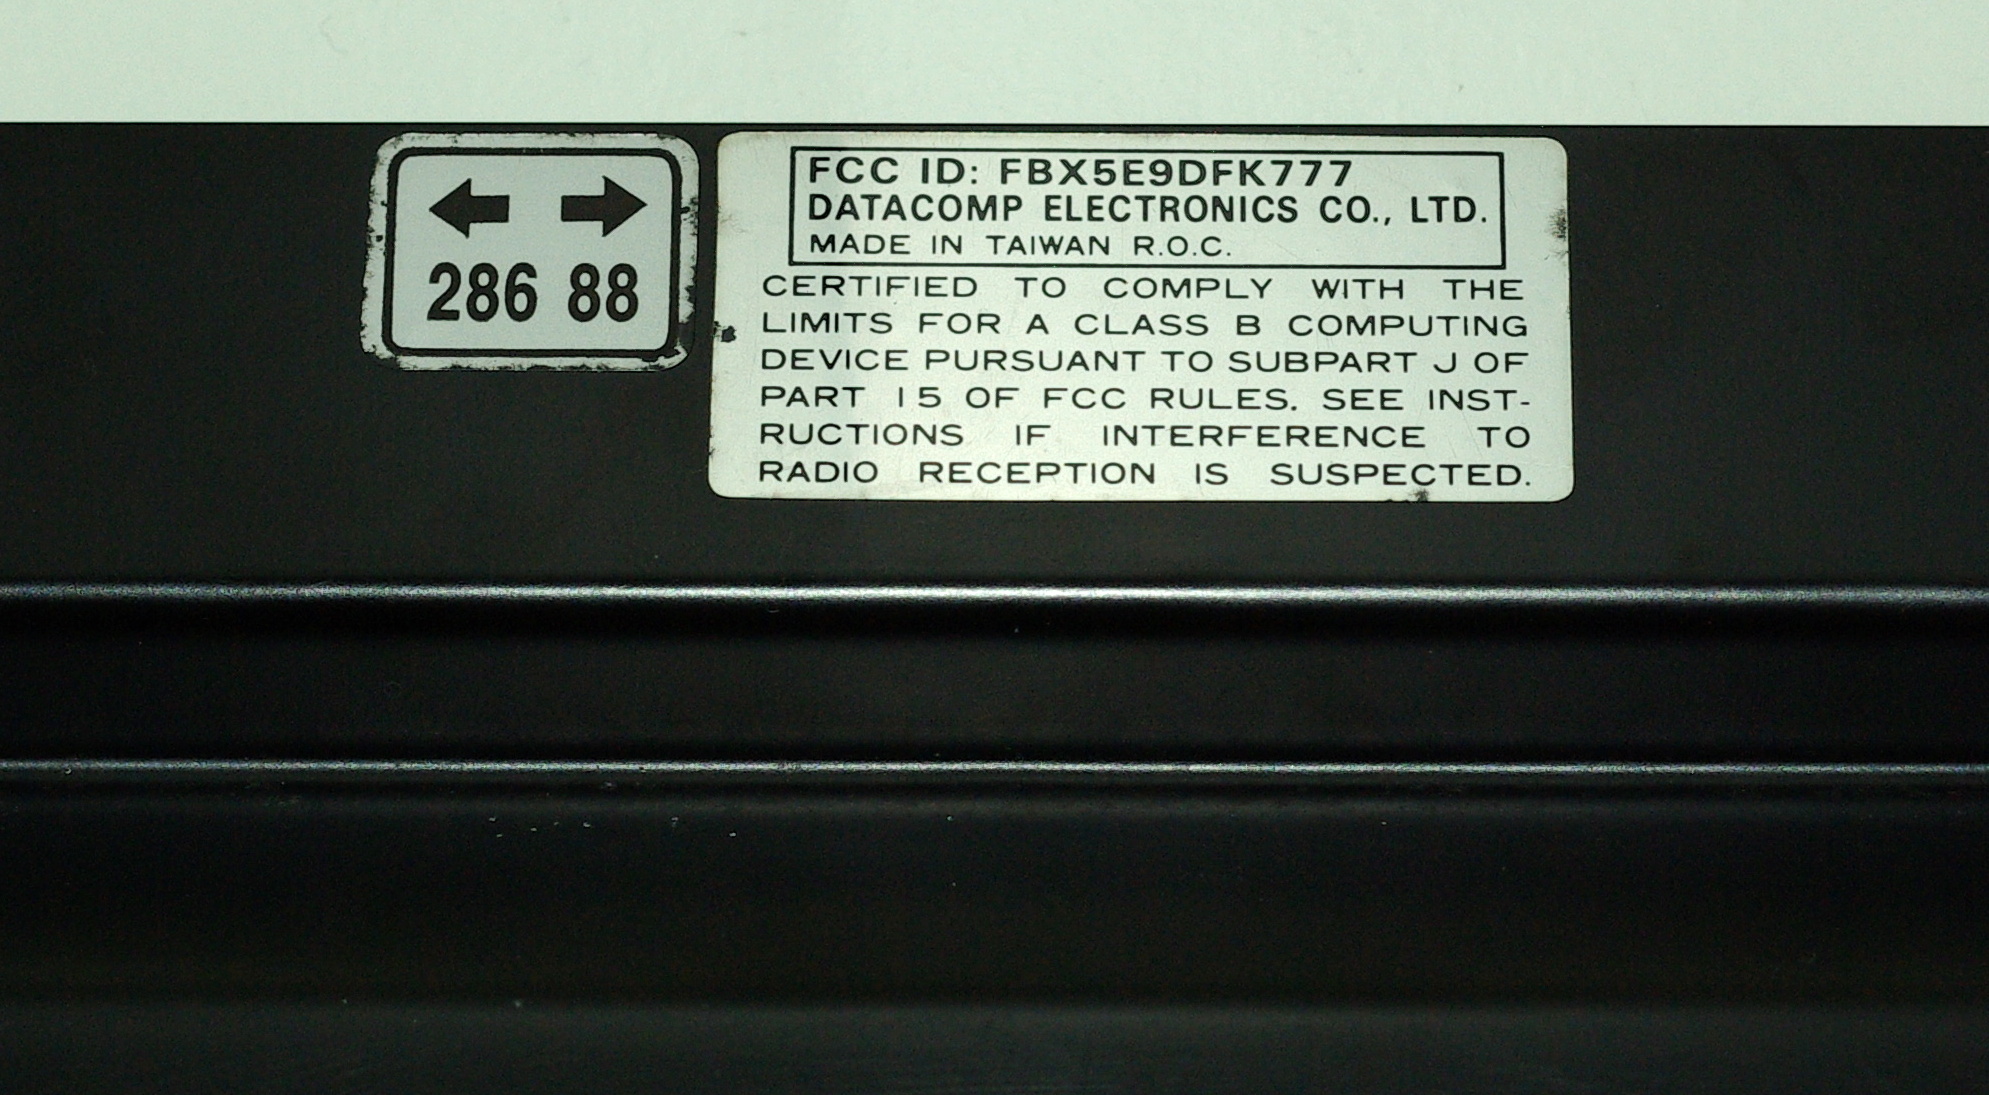 286 88
FCC ID: FBX5E9DFK777
DATACOMP ELECTRONICS CO., LTD.
MADE IN TAIWAN R.O.C.
CERTIFIED TO COMPLY WITH THE
LIMITS FOR A CLASS B COMPUTING
DEVICE PURSUANT TO SUBPART J OF
PART 15 OF FCC RULES. SEE INST-
RUCTIONS IF INTERFERENCE TO
RADIO RECEPTION IS SUSPECTED.